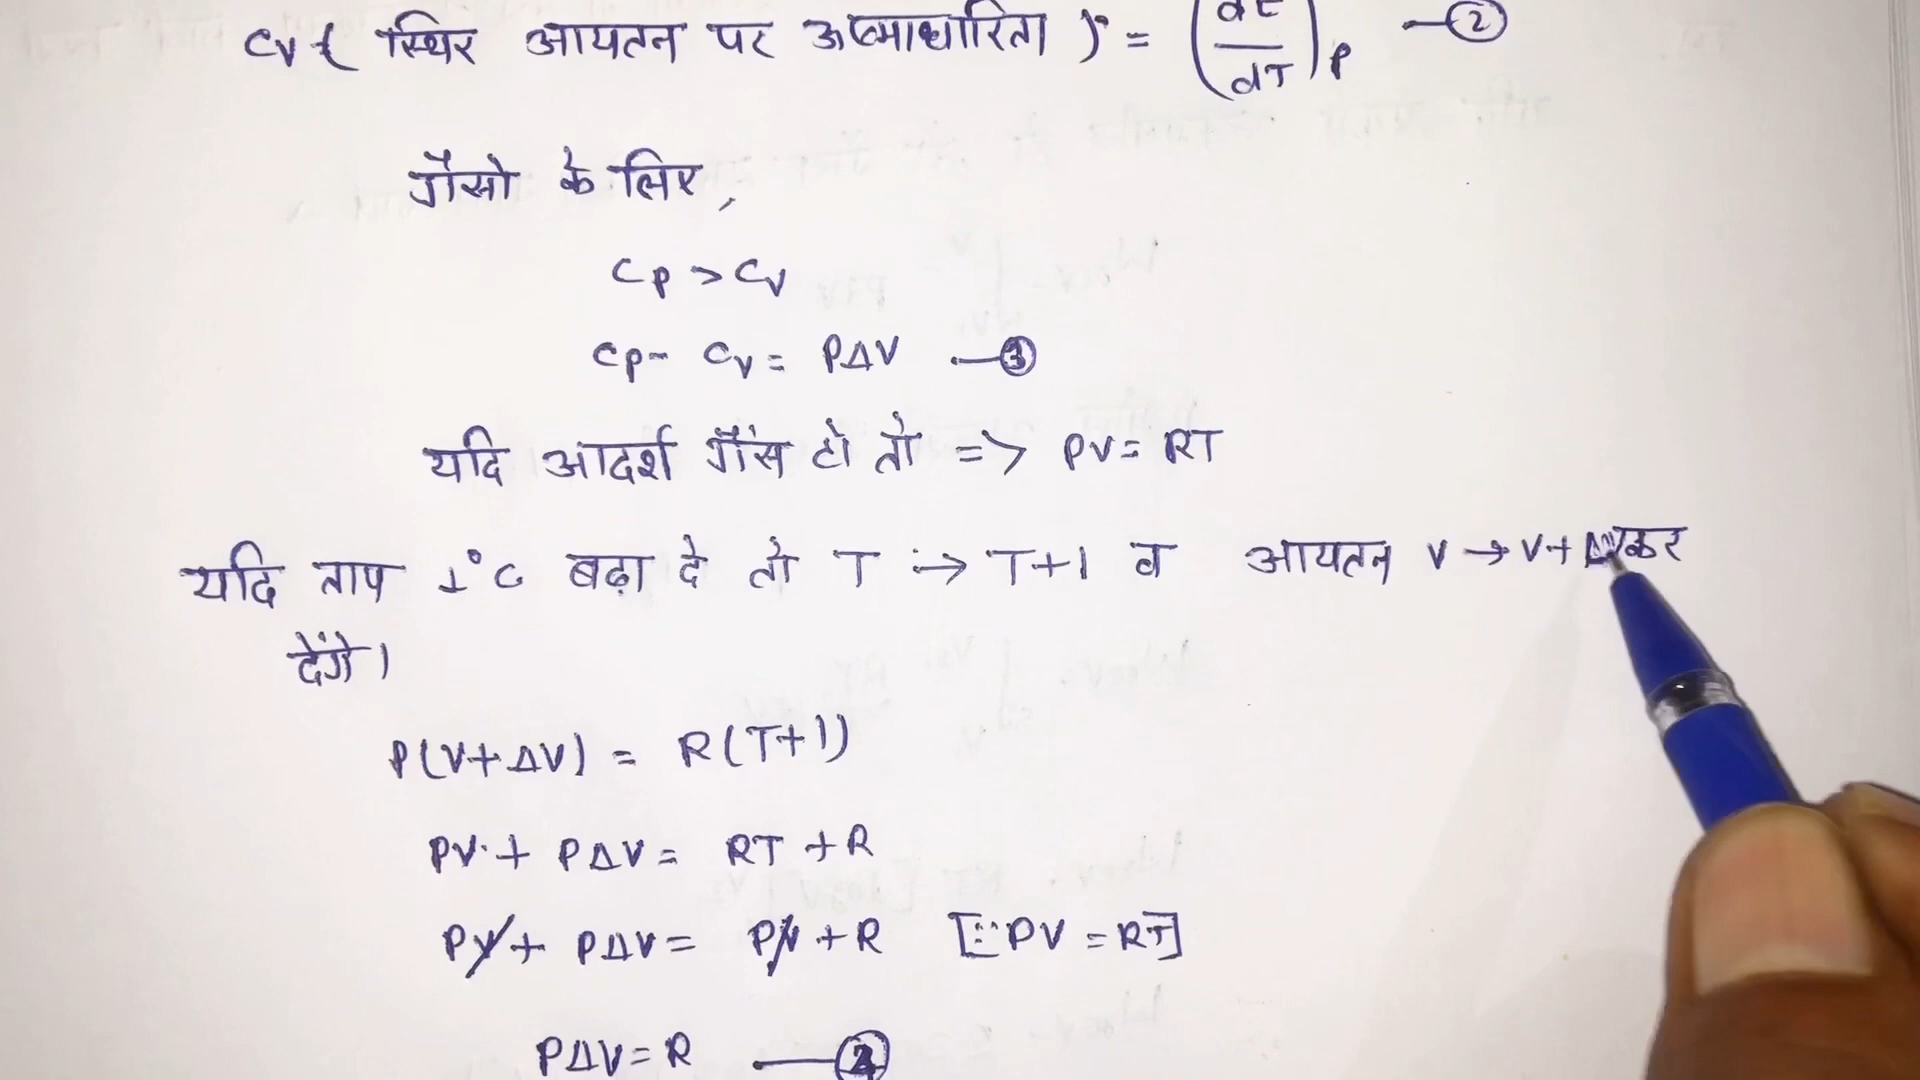 Cv ( स्थिर आयतन पर ऊष्माधारिता ) = (dE/dT)P —②
गैसो के लिए,
CP > Cv
CP - Cv = PΔV —③
यदि आदर्श गैंस हो तो => PV = RT
यदि ताप 1°C बढ़ा दे तो T → T+1 व आयतन V → V+ΔV कर
देंगे।
P(V+ΔV) = R(T+1)
PV + PΔV = RT + R
PV + PΔV = PV + R [∵ PV = RT]
PΔV = R